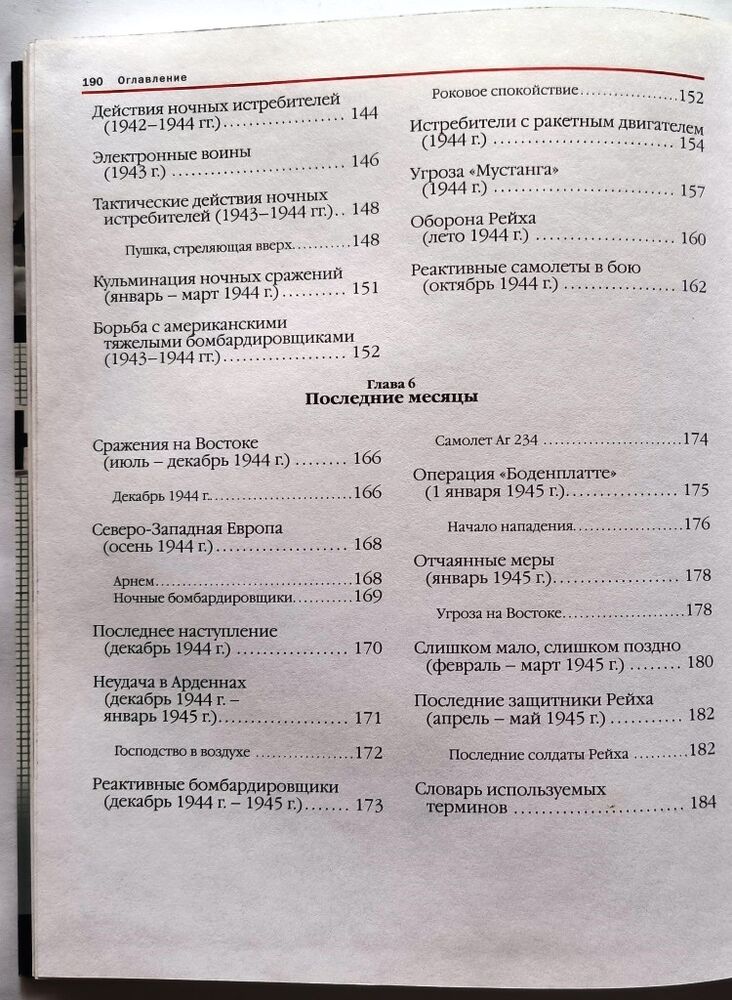 190 Оглавление
Действия ночных истребителей
(1942–1944 гг.)........................ 144
Электронные воины
(1943 г.) ................................. 146
Тактические действия ночных
истребителей (1943–1944 гг.).. 148
Пушка, стреляющая вверх............148
Кульминация ночных сражений
(январь – март 1944 г.)............ 151
Борьба с американскими
тяжелыми бомбардировщиками
(1943–1944 гг.)........................ 152
Роковое спокойствие....................152
Истребители с ракетным двигателем
(1944 г.) ................................. 154
Угроза «Мустанга»
(1944 г.) ................................. 157
Оборона Рейха
(лето 1944 г.) ......................... 160
Реактивные самолеты в бою
(октябрь 1944 г.) .................... 162
Глава 6
Последние месяцы
Сражения на Востоке
(июль – декабрь 1944 г.) ......... 166
Декабрь 1944 г.............................166
Северо-Западная Европа
(осень 1944 г.)......................... 168
Арнем........................................168
Ночные бомбардировщики............169
Последнее наступление
(декабрь 1944 г.) .................... 170
Неудача в Арденнах
(декабрь 1944 г. –
январь 1945 г.)........................ 171
Господство в воздухе ...................172
Реактивные бомбардировщики
(декабрь 1944 г. – 1945 г.)....... 173
Самолет Ar 234 ...........................174
Операция «Боденплатте»
(1 января 1945 г.).................... 175
Начало нападения.......................176
Отчаянные меры
(январь 1945 г.)...................... 178
Угроза на Востоке.......................178
Слишком мало, слишком поздно
(февраль – март 1945 г.) ......... 180
Последние защитники Рейха
(апрель – май 1945 г.) ............ 182
Последние солдаты Рейха ............182
Словарь используемых
терминов .............................. 184